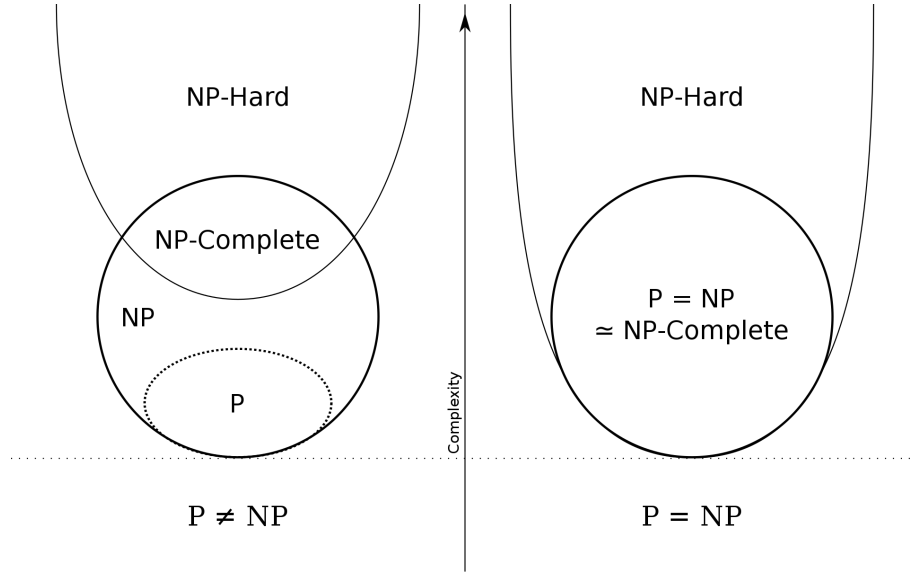 NP-Hard
NP-Complete
NP
P
P ≠ NP
Complexity
NP-Hard
P = NP
≃ NP-Complete
P = NP